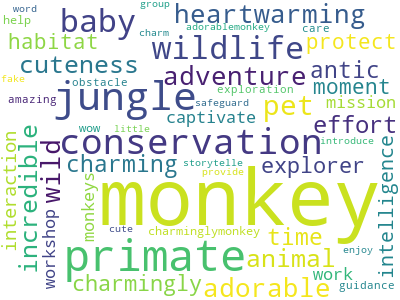 word
group
adorablemonkey
help
baby
charm
heartwarming
obstacle
care
habitat
wildlife
protect
cuteness
adventure
antic
moment
amazing
jungle
exploration
mission
fake
wow
safeguard
pet
captivate
effort
conservation
little
introduce
interaction
incredible
workshop
wild
charming
storytelle
explorer
intelligence
monkeys
cute
monkey
provide
charminglymonkey
time
primate
animal
enjoy
charmingly
adorable
work
guidance